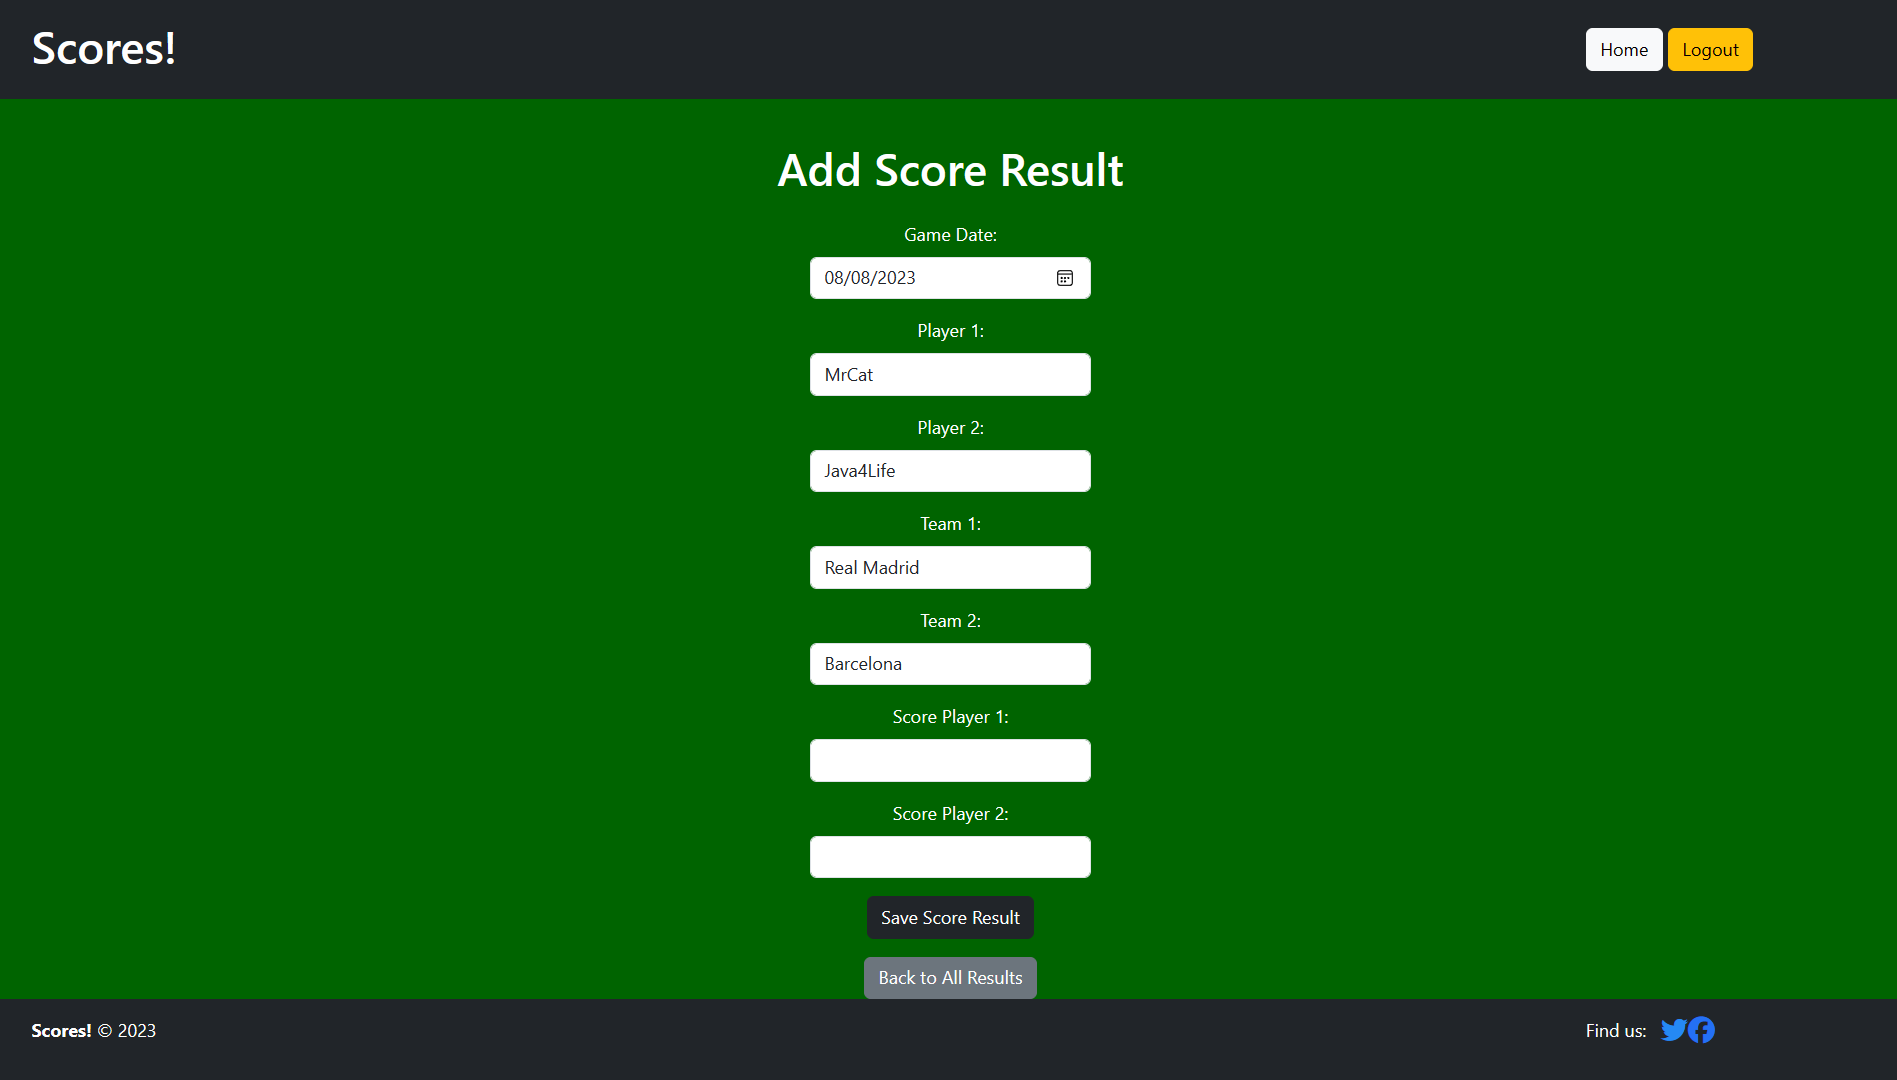 Scores!
Home Logout
Add Score Result
Game Date:
08/08/2023
Player 1:
MrCat
Player 2:
Java4Life
Team 1:
Real Madrid
Team 2:
Barcelona
Score Player 1:
Score Player 2:
Save Score Result
Back to All Results
Scores! © 2023 Find us: